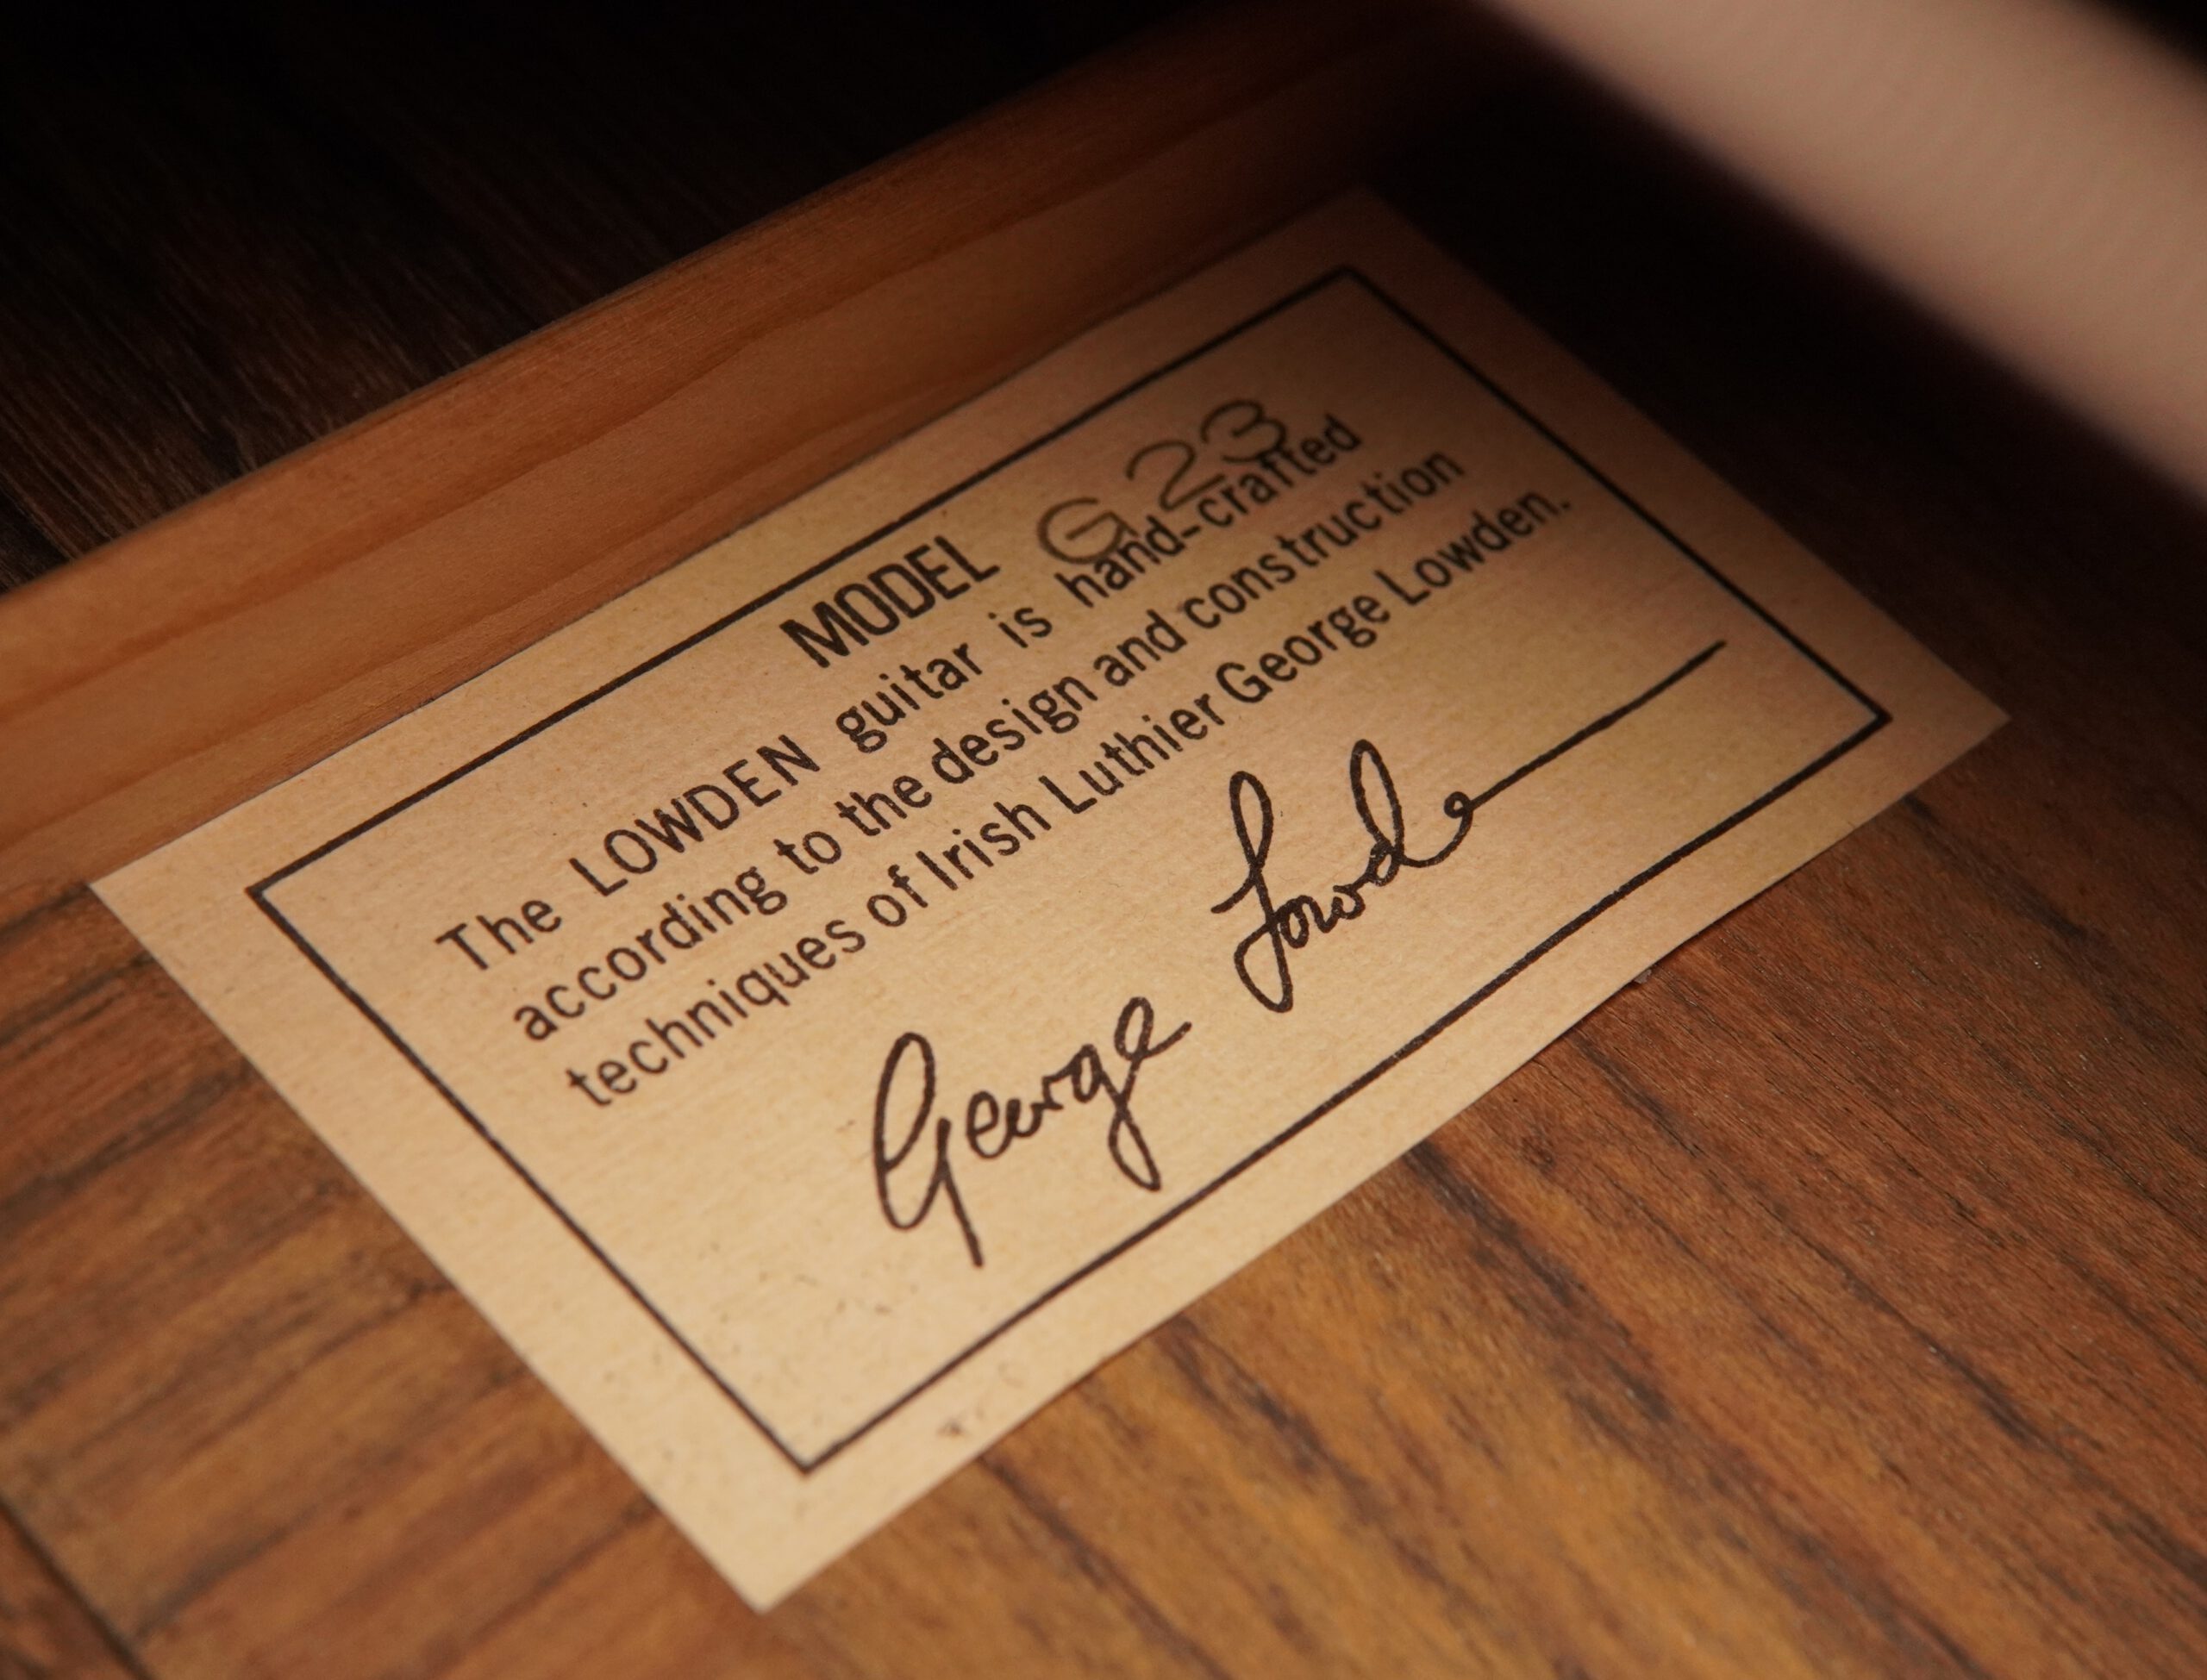 MODEL G23
The LOWDEN guitar is hand-crafted
according to the design and construction
techniques of Irish Luthier George Lowden.
George Lowde